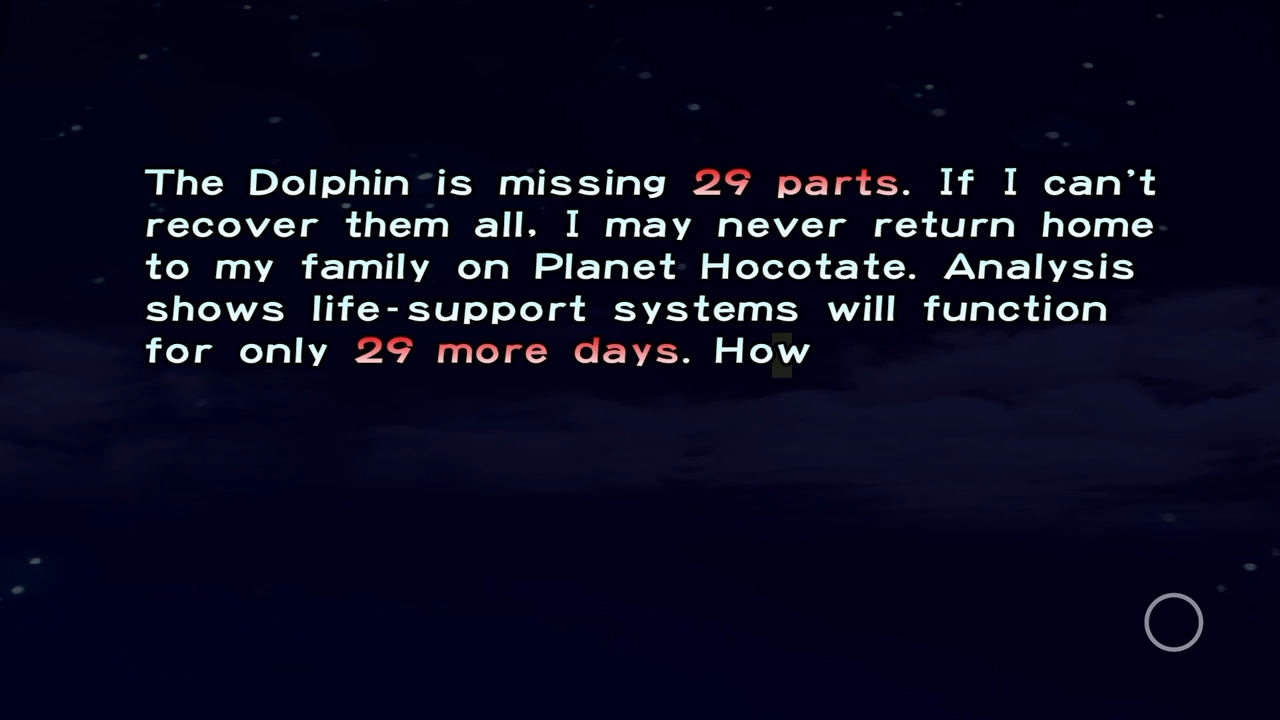 The Dolphin is missing 29 parts. If I can't
recover them all, I may never return home
to my family on Planet Hocotate. Analysis
shows life-support systems will function
for only 29 more days. How